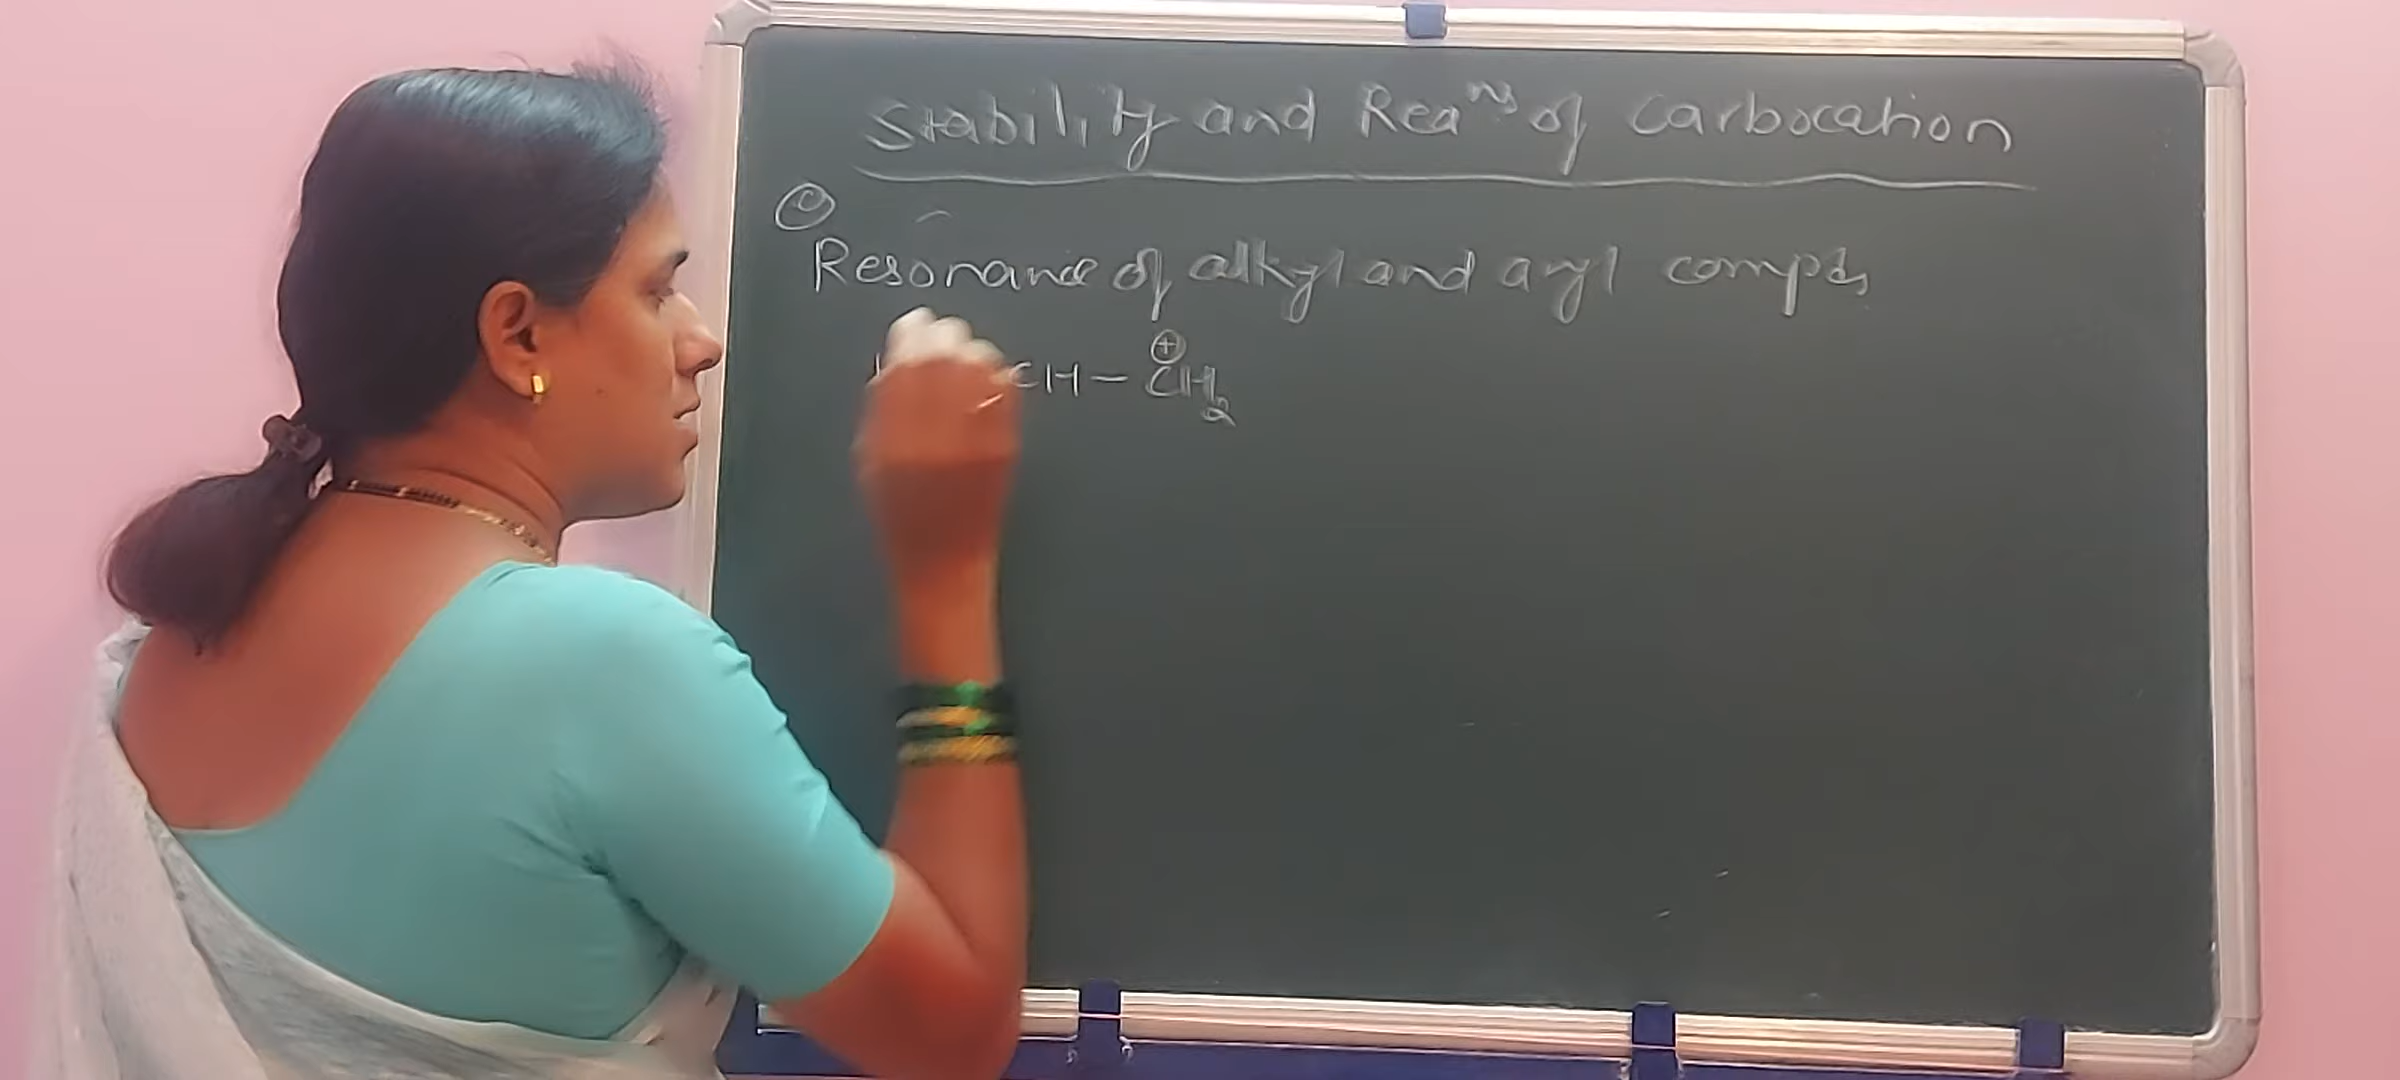 Stability and Reaⁿˢ of Carbocation
(c)
Resonance of alkyl and aryl compds
CH – C⊕H₂